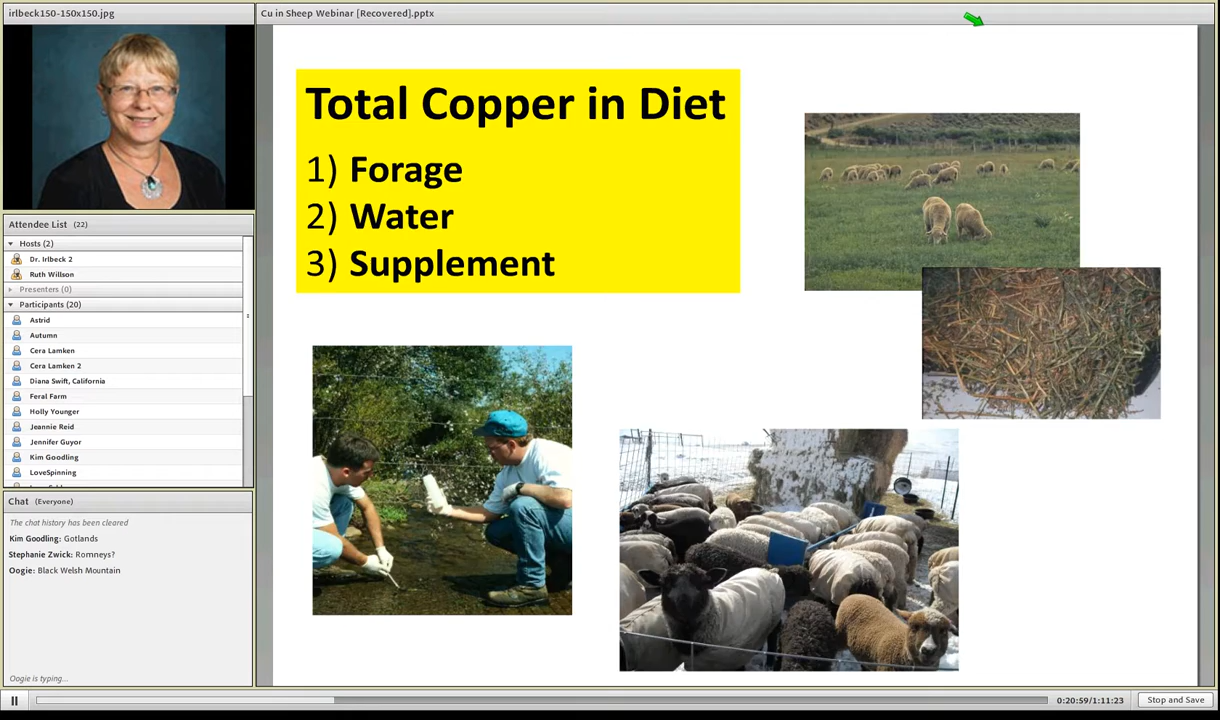 irlbeck150-150x150.jpg
Cu in Sheep Webinar [Recovered].pptx
Total Copper in Diet
1) Forage
2) Water
3) Supplement
Attendee List (22)
Hosts (2)
Dr. Irlbeck 2
Ruth Willson
Presenters (0)
Participants (20)
Astrid
Autumn
Cera Lamken
Cera Lamken 2
Diana Swift, California
Feral Farm
Holly Younger
Jeannie Reid
Jennifer Guyor
Kim Goodling
LoveSpinning
Chat (Everyone)
The chat history has been cleared
Kim Goodling: Gotlands
Stephanie Zwick: Romneys?
Oogie: Black Welsh Mountain
Oogie is typing...
0:20:59/1:11:23
Stop and Save